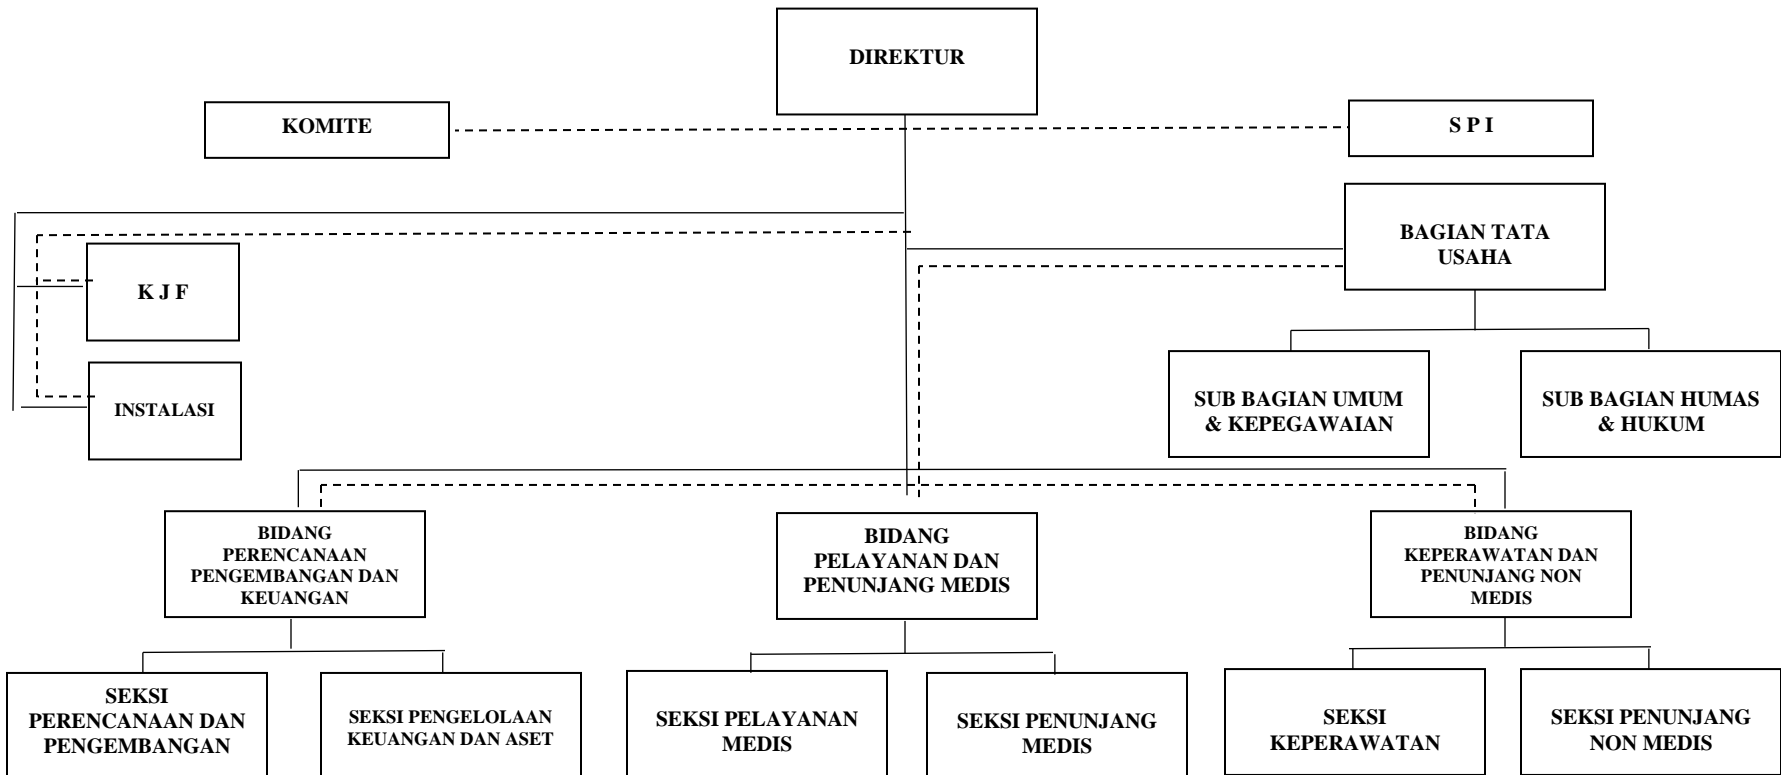 DIREKTUR
KOMITE
S P I
BAGIAN TATA
USAHA
K J F
INSTALASI
SUB BAGIAN UMUM
& KEPEGAWAIAN
SUB BAGIAN HUMAS
& HUKUM
BIDANG
PERENCANAAN
PENGEMBANGAN DAN
KEUANGAN
BIDANG
PELAYANAN DAN
PENUNJANG MEDIS
BIDANG
KEPERAWATAN DAN
PENUNJANG NON
MEDIS
SEKSI
PERENCANAAN DAN
PENGEMBANGAN
SEKSI PENGELOLAAN
KEUANGAN DAN ASET
SEKSI PELAYANAN
MEDIS
SEKSI PENUNJANG
MEDIS
SEKSI
KEPERAWATAN
SEKSI PENUNJANG
NON MEDIS